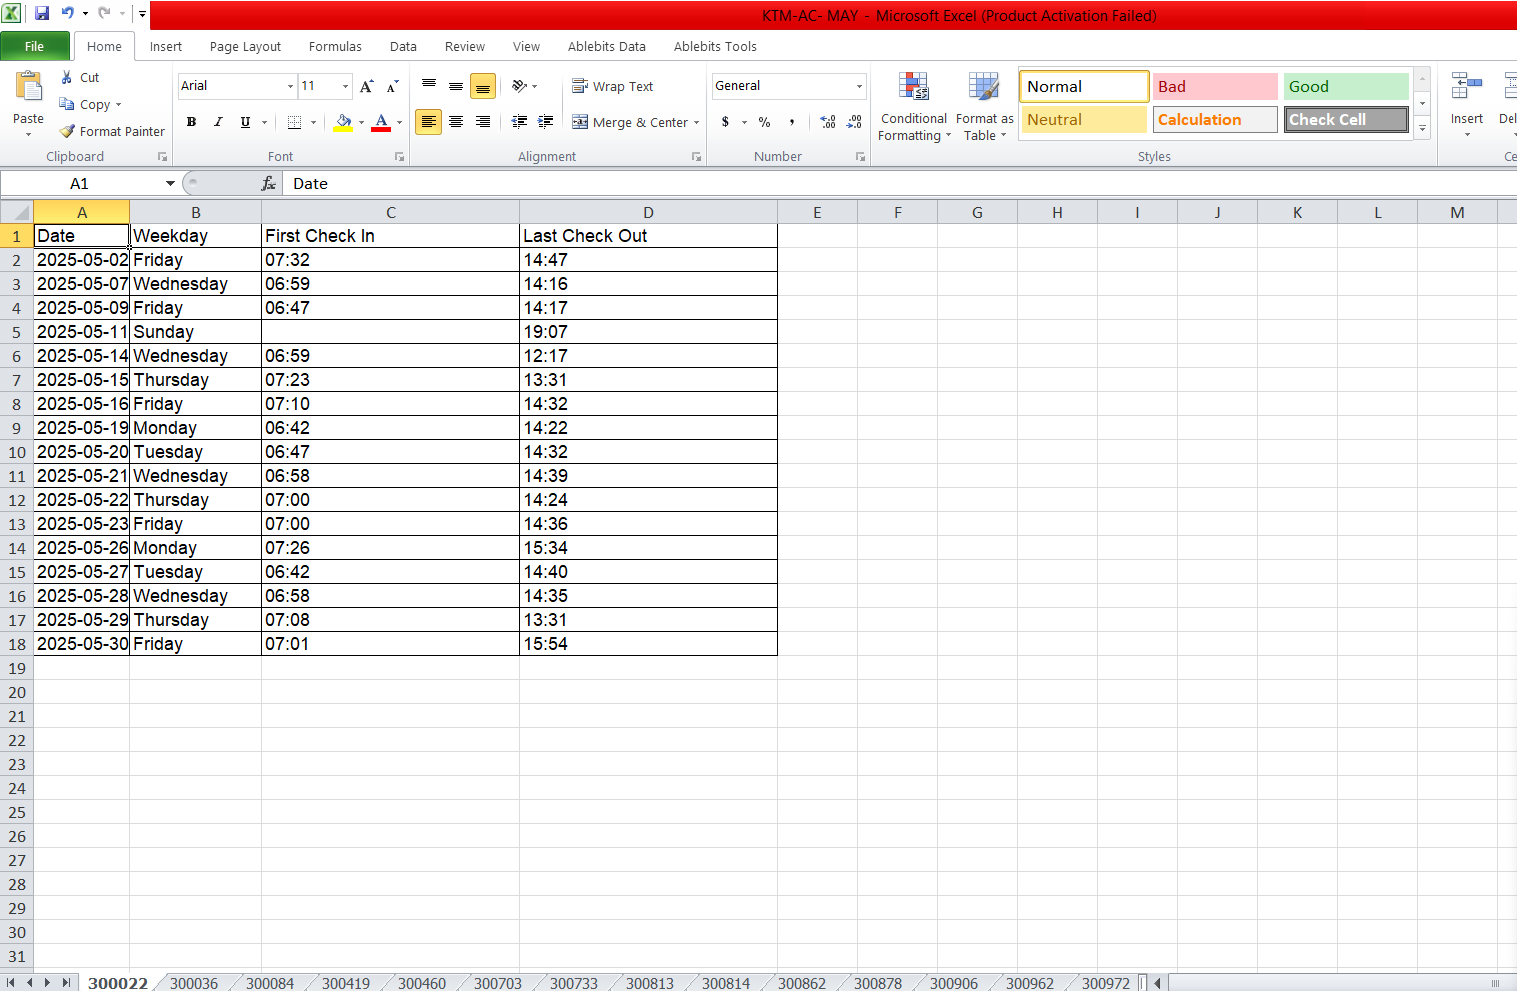 KTM-AC- MAY - Microsoft Excel (Product Activation Failed)
File Home Insert Page Layout Formulas Data Review View Ablebits Data Ablebits Tools
Paste
Cut
Copy
Format Painter
Clipboard
Arial 11
B I U
Font
Wrap Text
Merge & Center
Alignment
General
$ % ,
Number
Conditional Formatting
Format as Table
Normal Bad Good
Neutral Calculation Check Cell
Styles
Insert
A1 fx Date
A B C D E F G H I J K L M
1 Date Weekday First Check In Last Check Out
2 2025-05-02 Friday 07:32 14:47
3 2025-05-07 Wednesday 06:59 14:16
4 2025-05-09 Friday 06:47 14:17
5 2025-05-11 Sunday 19:07
6 2025-05-14 Wednesday 06:59 12:17
7 2025-05-15 Thursday 07:23 13:31
8 2025-05-16 Friday 07:10 14:32
9 2025-05-19 Monday 06:42 14:22
10 2025-05-20 Tuesday 06:47 14:32
11 2025-05-21 Wednesday 06:58 14:39
12 2025-05-22 Thursday 07:00 14:24
13 2025-05-23 Friday 07:00 14:36
14 2025-05-26 Monday 07:26 15:34
15 2025-05-27 Tuesday 06:42 14:40
16 2025-05-28 Wednesday 06:58 14:35
17 2025-05-29 Thursday 07:08 13:31
18 2025-05-30 Friday 07:01 15:54
19
20
21
22
23
24
25
26
27
28
29
30
31
300022 300036 300084 300419 300460 300703 300733 300813 300814 300862 300878 300906 300962 300972